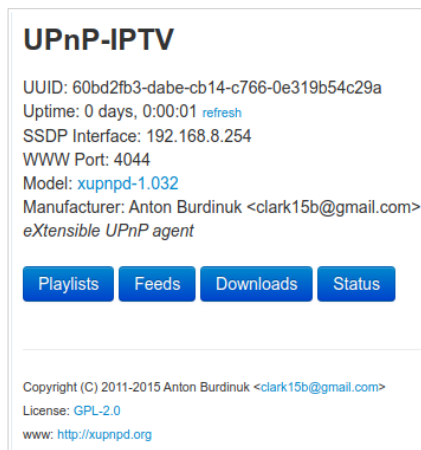 UPnP-IPTV
UUID: 60bd2fb3-dabe-cb14-c766-0e319b54c29a
Uptime: 0 days, 0:00:01 refresh
SSDP Interface: 192.168.8.254
WWW Port: 4044
Model: xupnpd-1.032
Manufacturer: Anton Burdinuk <clark15b@gmail.com>
eXtensible UPnP agent
Playlists Feeds Downloads Status
Copyright (C) 2011-2015 Anton Burdinuk <clark15b@gmail.com>
License: GPL-2.0
www: http://xupnpd.org